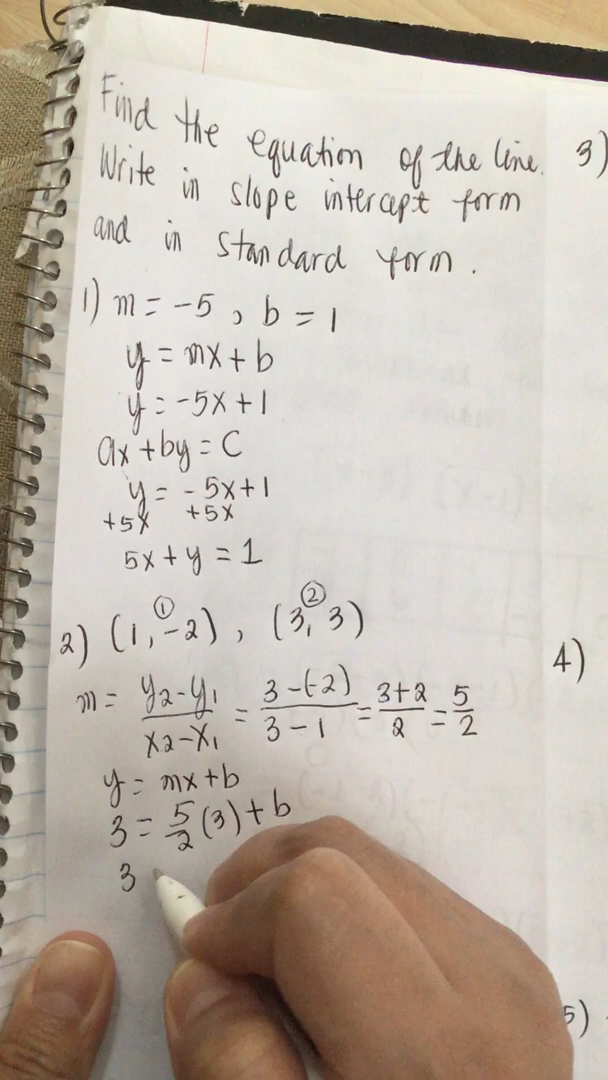 Find the equation of the line.
Write in slope intercept form
and in standard form.
1) m = -5, b = 1
y = mx + b
y = -5x + 1
ax + by = C
y = -5x + 1
+5x +5x
5x + y = 1
① ②
2) (1, -2), (3, 3)
m = y₂-y₁/x₂-x₁ = 3-(-2)/3-1 = 3+2/2 = 5/2
y = mx + b
3 = 5/2 (3) + b
3
3)
4)
5)